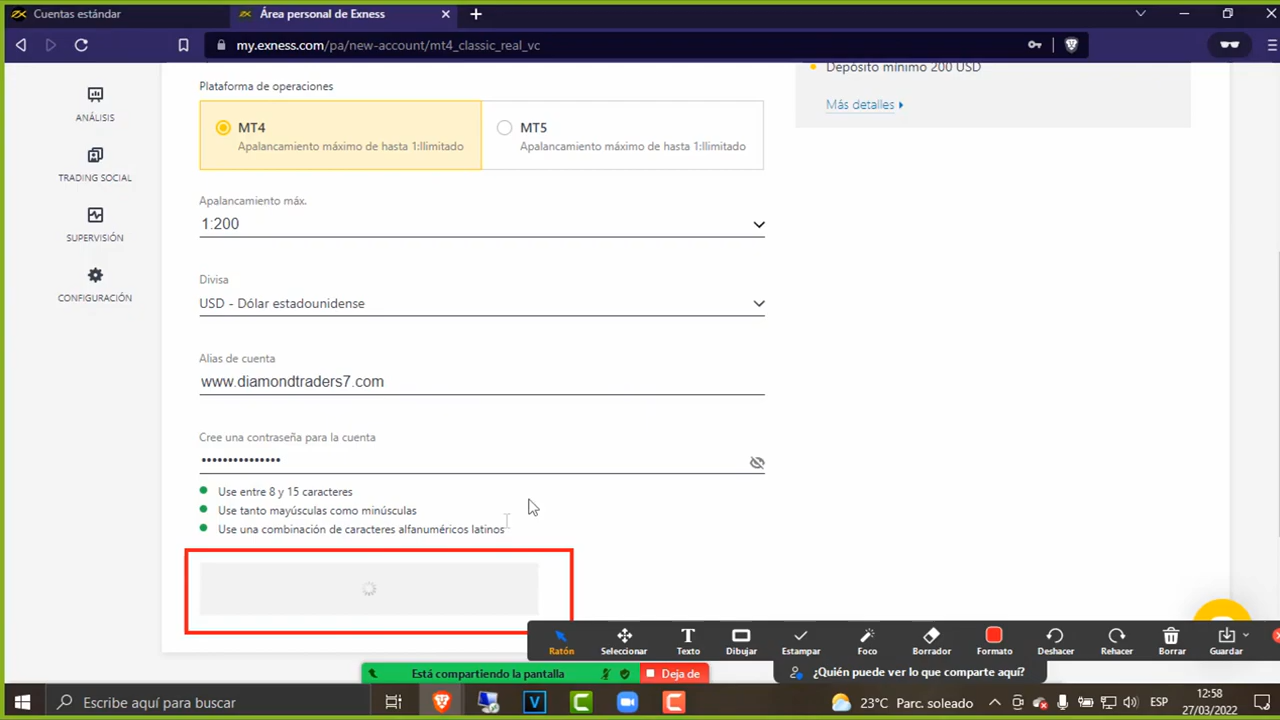 Cuentas estándar
Área personal de Exness
my.exness.com/pa/new-account/mt4_classic_real_vc
Depósito mínimo 200 USD
Más detalles
ANÁLISIS
TRADING SOCIAL
SUPERVISIÓN
CONFIGURACIÓN
Plataforma de operaciones
MT4
Apalancamiento máximo de hasta 1:Ilimitado
MT5
Apalancamiento máximo de hasta 1:Ilimitado
Apalancamiento máx.
1:200
Divisa
USD - Dólar estadounidense
Alias de cuenta
www.diamondtraders7.com
Cree una contraseña para la cuenta
•••••••••••••••
Use entre 8 y 15 caracteres
Use tanto mayúsculas como minúsculas
Use una combinación de caracteres alfanuméricos latinos
Ratón
Seleccionar
Texto
Dibujar
Estampar
Foco
Borrador
Formato
Deshacer
Rehacer
Borrar
Guardar
Está compartiendo la pantalla
Deja de
¿Quién puede ver lo que comparte aquí?
Escribe aquí para buscar
23°C Parc. soleado
ESP
12:58
27/03/2022